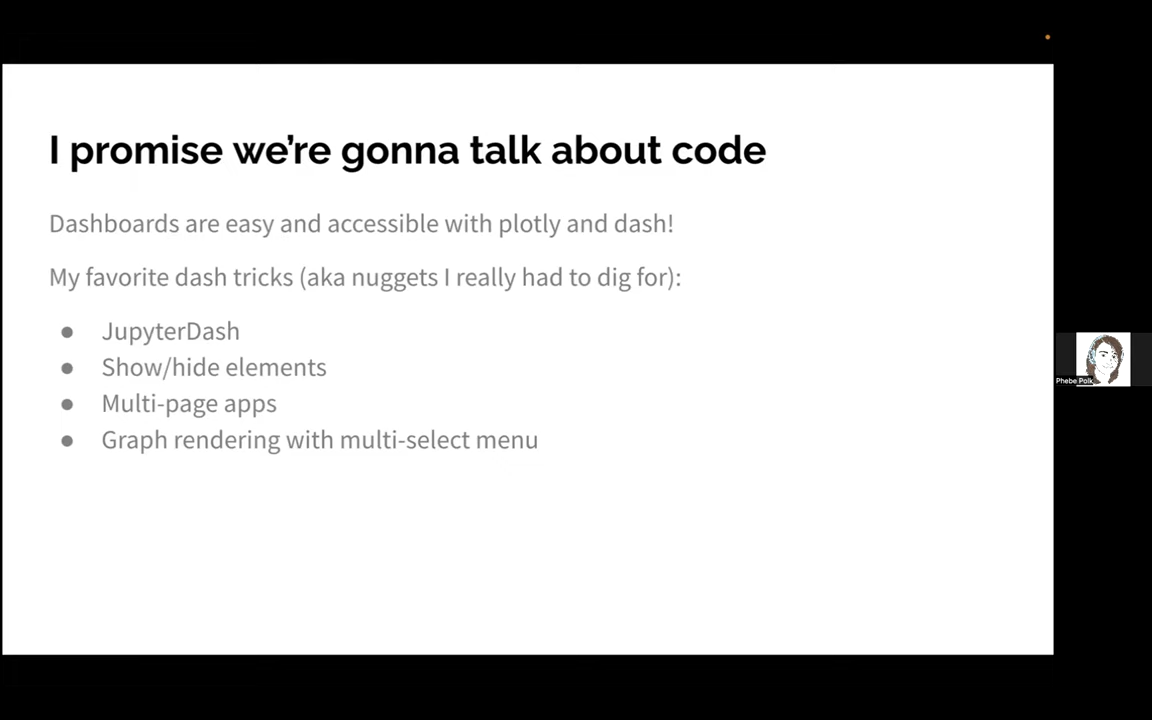 I promise we’re gonna talk about code
Dashboards are easy and accessible with plotly and dash!
My favorite dash tricks (aka nuggets I really had to dig for):
● JupyterDash
● Show/hide elements
● Multi-page apps
● Graph rendering with multi-select menu
Phebe Polk